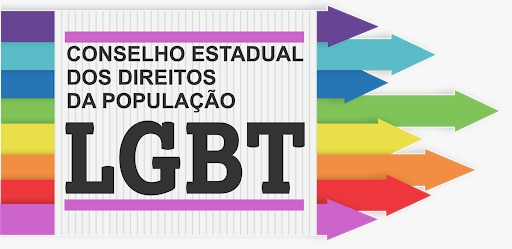 CONSELHO ESTADUAL
DOS DIREITOS
DA POPULAÇÃO
LGBT